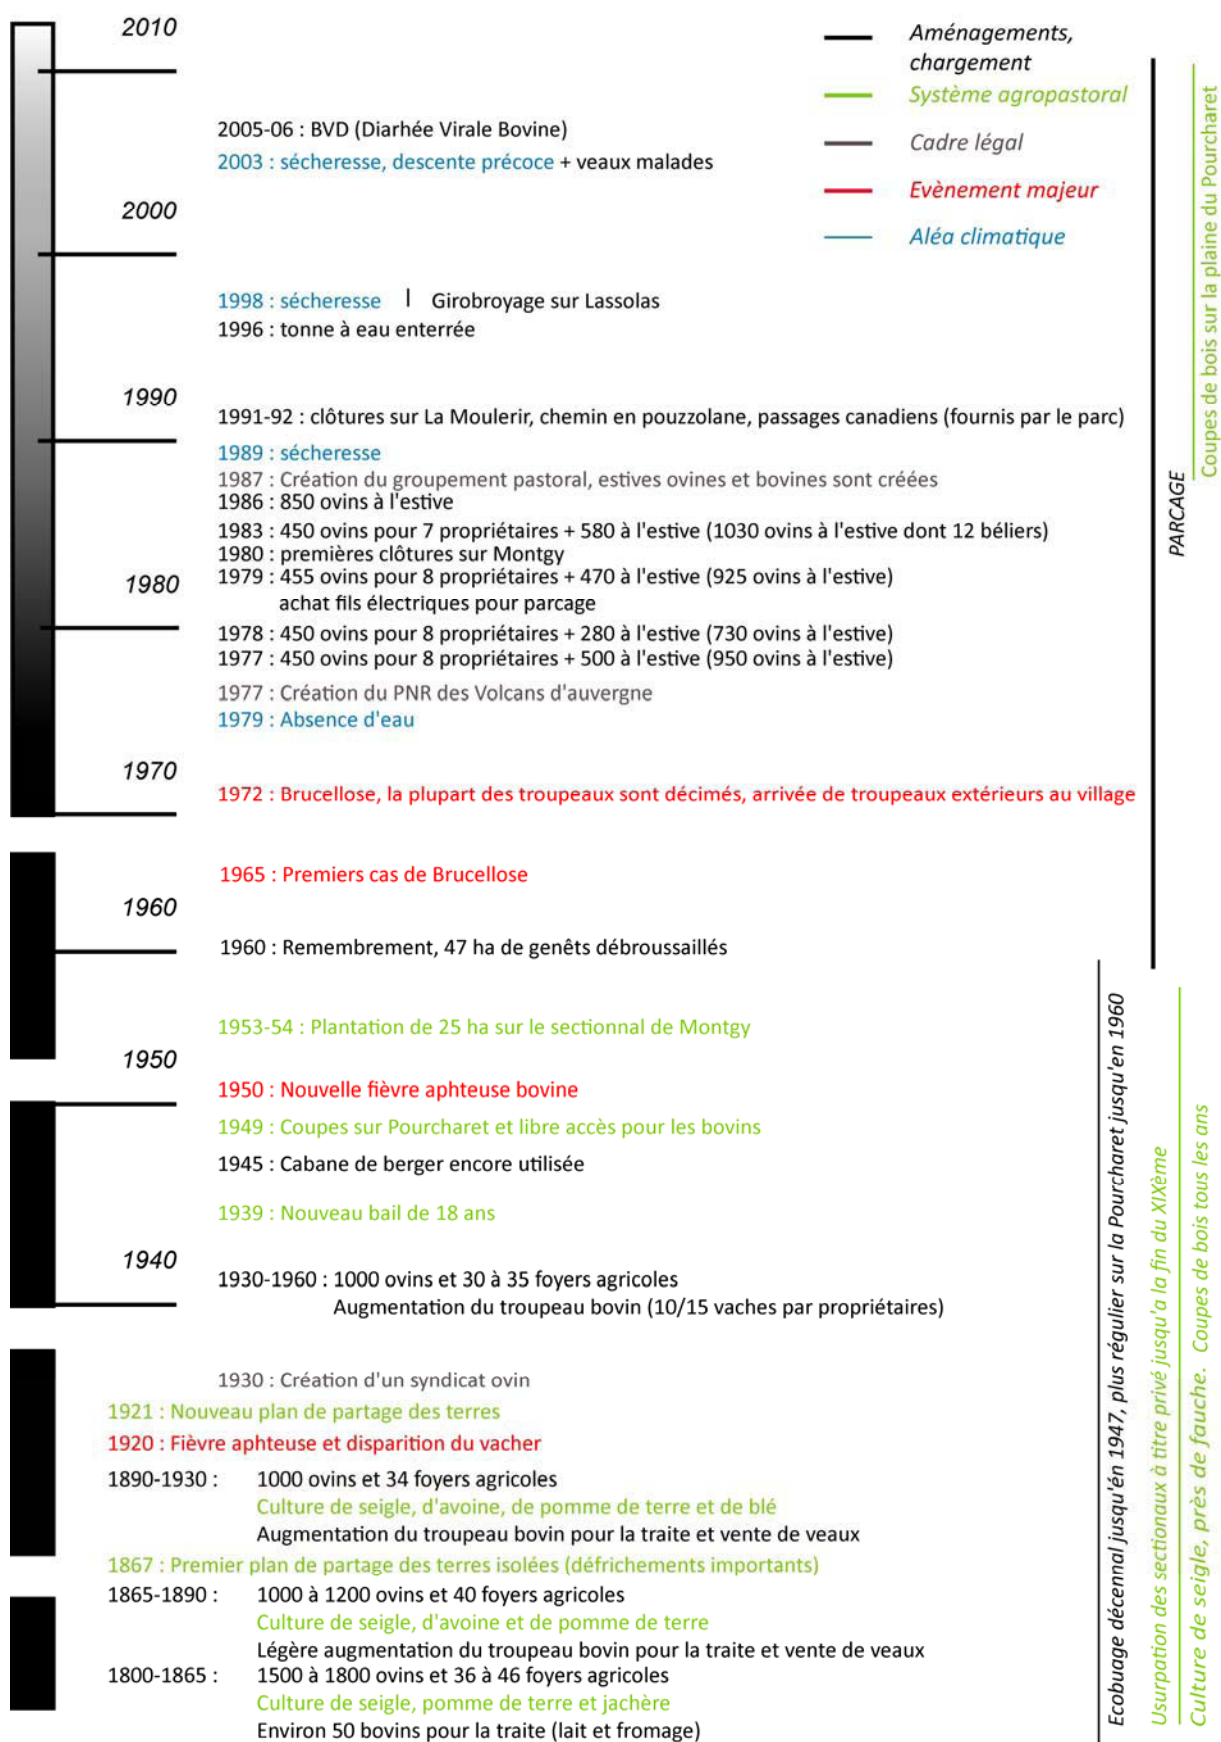 2010
Aménagements,
chargement
Système agropastoral
2005-06 : BVD (Diarhée Virale Bovine)
Cadre légal
2003 : sécheresse, descente précoce + veaux malades
Evènement majeur
2000
Aléa climatique
1998 : sécheresse | Girobroyage sur Lassolas
1996 : tonne à eau enterrée
1990
1991-92 : clôtures sur La Moulerir, chemin en pouzzolane, passages canadiens (fournis par le parc)
1989 : sécheresse
1987 : Création du groupement pastoral, estives ovines et bovines sont créées
1986 : 850 ovins à l'estive
1983 : 450 ovins pour 7 propriétaires + 580 à l'estive (1030 ovins à l'estive dont 12 béliers)
1980 : premières clôtures sur Montgy
1980
1979 : 455 ovins pour 8 propriétaires + 470 à l'estive (925 ovins à l'estive)
achat fils électriques pour parcage
1978 : 450 ovins pour 8 propriétaires + 280 à l'estive (730 ovins à l'estive)
1977 : 450 ovins pour 8 propriétaires + 500 à l'estive (950 ovins à l'estive)
1977 : Création du PNR des Volcans d'auvergne
1979 : Absence d'eau
1970
1972 : Brucellose, la plupart des troupeaux sont décimés, arrivée de troupeaux extérieurs au village
1965 : Premiers cas de Brucellose
1960
1960 : Remembrement, 47 ha de genêts débroussaillés
1953-54 : Plantation de 25 ha sur le sectionnal de Montgy
1950
1950 : Nouvelle fièvre aphteuse bovine
1949 : Coupes sur Pourcharet et libre accès pour les bovins
1945 : Cabane de berger encore utilisée
1939 : Nouveau bail de 18 ans
1940
1930-1960 : 1000 ovins et 30 à 35 foyers agricoles
Augmentation du troupeau bovin (10/15 vaches par propriétaires)
1930 : Création d'un syndicat ovin
1921 : Nouveau plan de partage des terres
1920 : Fièvre aphteuse et disparition du vacher
1890-1930 : 1000 ovins et 34 foyers agricoles
Culture de seigle, d'avoine, de pomme de terre et de blé
Augmentation du troupeau bovin pour la traite et vente de veaux
1867 : Premier plan de partage des terres isolées (défrichements importants)
1865-1890 : 1000 à 1200 ovins et 40 foyers agricoles
Culture de seigle, d'avoine et de pomme de terre
Légère augmentation du troupeau bovin pour la traite et vente de veaux
1800-1865 : 1500 à 1800 ovins et 36 à 46 foyers agricoles
Culture de seigle, pomme de terre et jachère
Environ 50 bovins pour la traite (lait et fromage)
PARCAGE
Coupes de bois sur la plaine du Pourcharet
Ecobuage décennal jusqu'én 1947, plus régulier sur la Pourcharet jusqu'en 1960
Usurpation des sectionaux à titre privé jusqu'a la fin du XIXème
Culture de seigle, près de fauche. Coupes de bois tous les ans